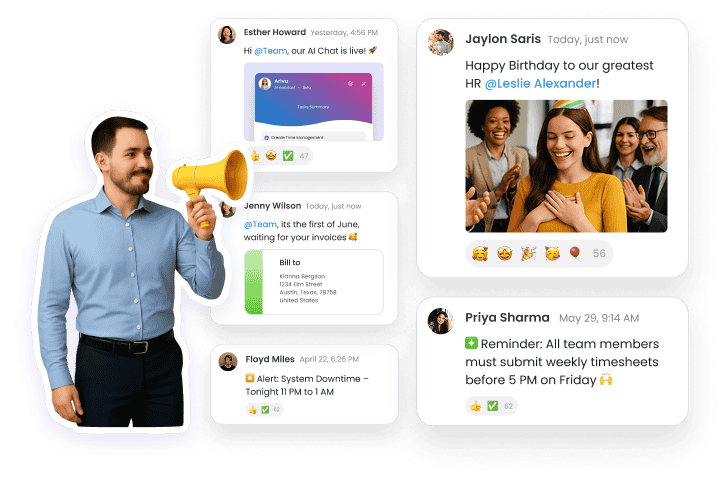 Esther Howard Yesterday, 4:56 PM
Hi @Team, our AI Chat is live! 🚀
Arivu
AI Assistant • Beta
Tasks Summary
Create Time Management
👍 🤩 ✅ 47
Jenny Wilson Today, just now
@Team, its the first of June,
waiting for your invoices 🥰
Bill to
Kianna Bergson
1234 Elm Street
Austin, Texas, 78758
United States
Floyd Miles April 22, 6:26 PM
Alert: System Downtime –
Tonight 11 PM to 1 AM
👍 ✅ 62
Jaylon Saris Today, just now
Happy Birthday to our greatest
HR @Leslie Alexander!
🥰 🤩 🎉 🥳 🎈 56
Priya Sharma May 29, 9:14 AM
Reminder: All team members
must submit weekly timesheets
before 5 PM on Friday 🙌
👍 ✅ 62